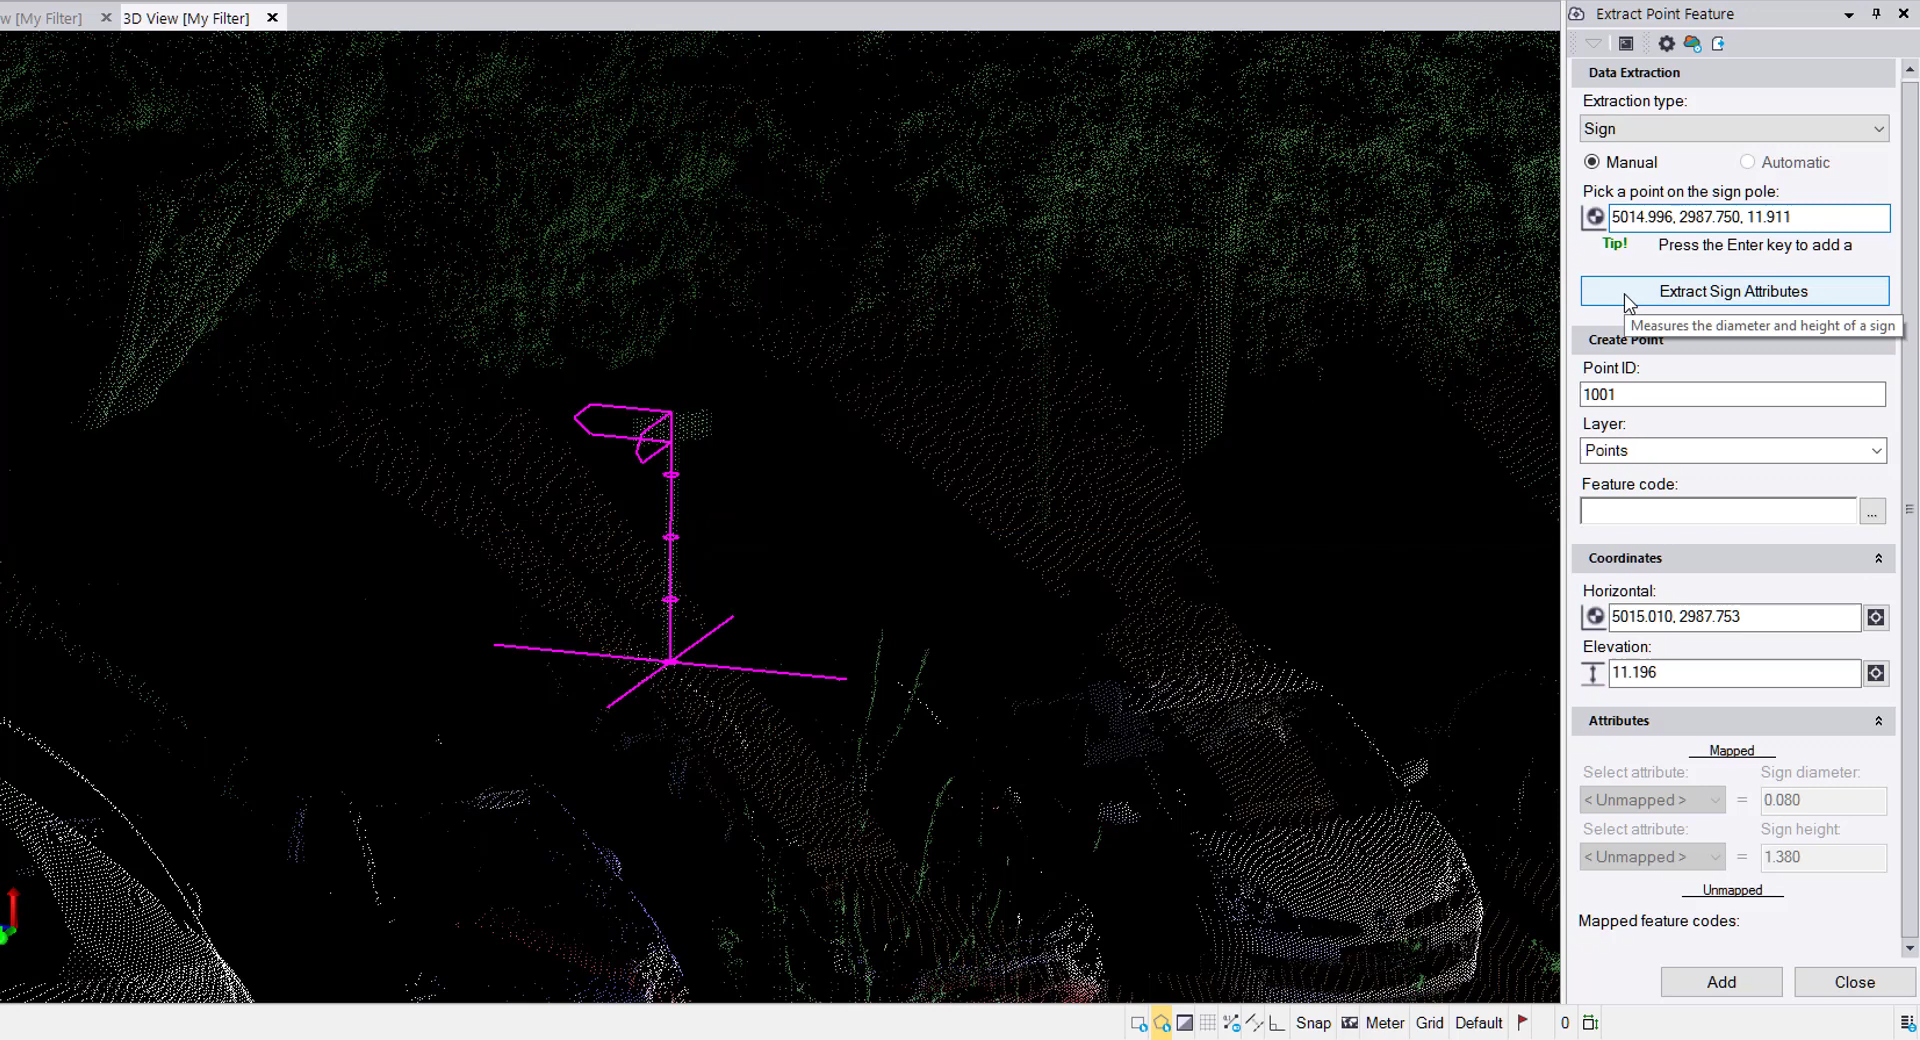 w [My Filter]
3D View [My Filter]
Extract Point Feature
Data Extraction
Extraction type:
Sign
Manual
Automatic
Pick a point on the sign pole:
5014.996, 2987.750, 11.911
Tip!
Press the Enter key to add a
Extract Sign Attributes
Measures the diameter and height of a sign
Create Point
Point ID:
1001
Layer:
Points
Feature code:
...
Coordinates
Horizontal:
5015.010, 2987.753
Elevation:
11.196
Attributes
Mapped
Select attribute:
Sign diameter:
< Unmapped >
=
0.080
Select attribute:
Sign height:
< Unmapped >
=
1.380
Unmapped
Mapped feature codes:
Add
Close
Snap
Meter
Grid
Default
0